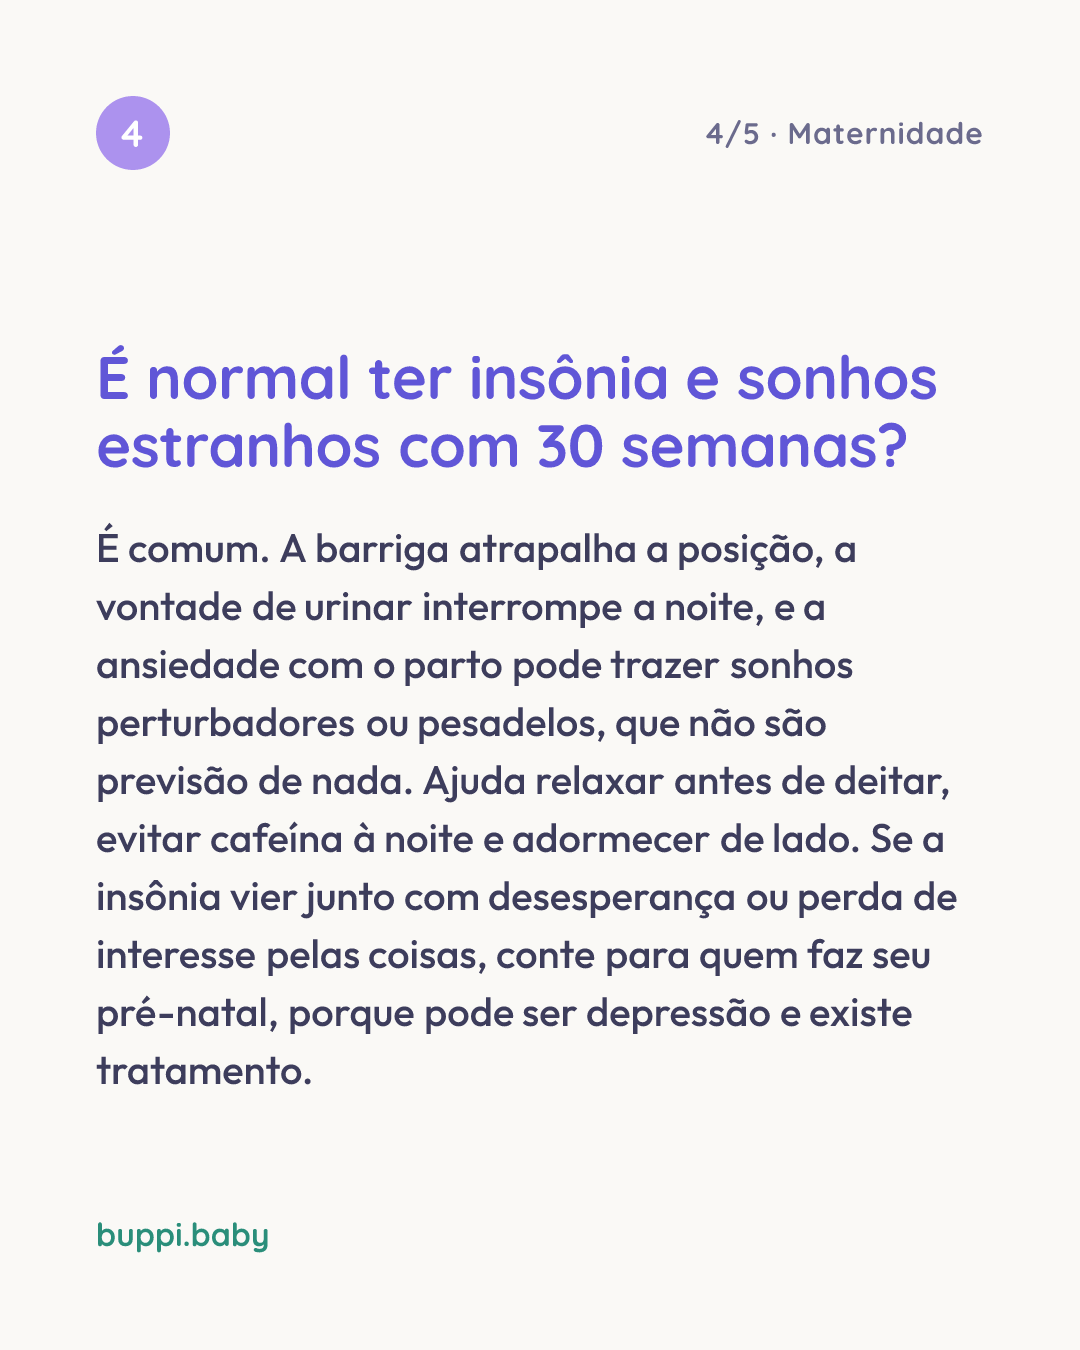 4
4/5 · Maternidade
É normal ter insônia e sonhos
estranhos com 30 semanas?
É comum. A barriga atrapalha a posição, a
vontade de urinar interrompe a noite, e a
ansiedade com o parto pode trazer sonhos
perturbadores ou pesadelos, que não são
previsão de nada. Ajuda relaxar antes de deitar,
evitar cafeína à noite e adormecer de lado. Se a
insônia vier junto com desesperança ou perda de
interesse pelas coisas, conte para quem faz seu
pré-natal, porque pode ser depressão e existe
tratamento.
buppi.baby